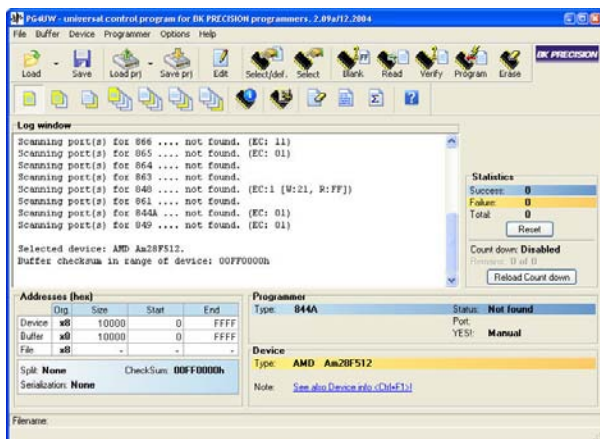 PG4UW - universal control program for BK PRECISION programmers, 2.09a/12.2004
File Buffer Device Programmer Options Help
Load Save Load prj Save prj Edit Select/def. Select Blank Read Verify Program Erase
BK PRECISION
Log window
Scanning port(s) for 866 .... not found. (EC: 11)
Scanning port(s) for 865 .... not found. (EC: 01)
Scanning port(s) for 864 .... not found.
Scanning port(s) for 863 .... not found.
Scanning port(s) for 848 .... not found. (EC:1 [W:21, R:FF])
Scanning port(s) for 861 .... not found.
Scanning port(s) for 844A ... not found. (EC: 01)
Scanning port(s) for 849 .... not found. (EC: 01)
Selected device: AMD Am28F512.
Buffer checksum in range of device: 00FF0000h
Statistics
Success: 0
Failure: 0
Total: 0
Reset
Count down: Disabled
Remains: 0 of 0
Reload Count down
Addresses (hex)
Org. Size Start End
Device x8 10000 0 FFFF
Buffer x8 10000 0 FFFF
File x8 - - -
Split: None CheckSum: 00FF0000h
Serialization: None
Programmer
Type: 844A Status: Not found
Port:
YES!: Manual
Device
Type: AMD Am28F512
Note: See also Device info <Ctrl+F1>!
Filename: